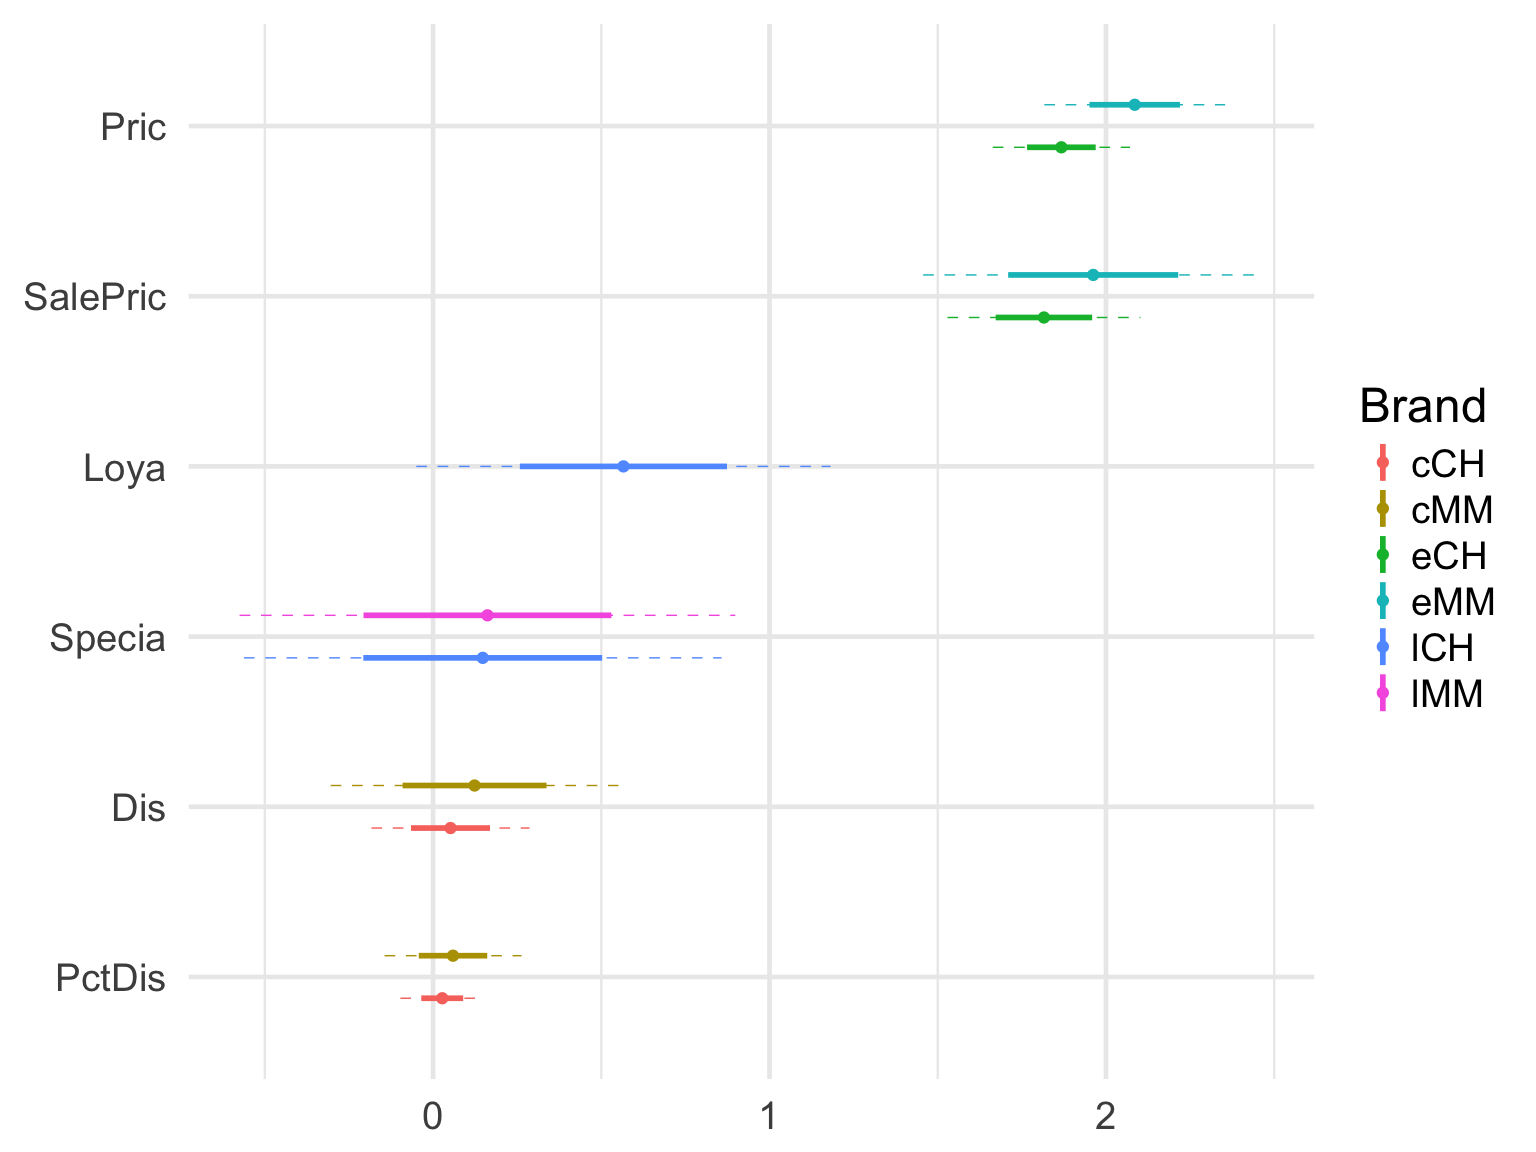 Pric
SalePric
Loya
Specia
Dis
PctDis
0 1 2
Brand
cCH
cMM
eCH
eMM
lCH
lMM